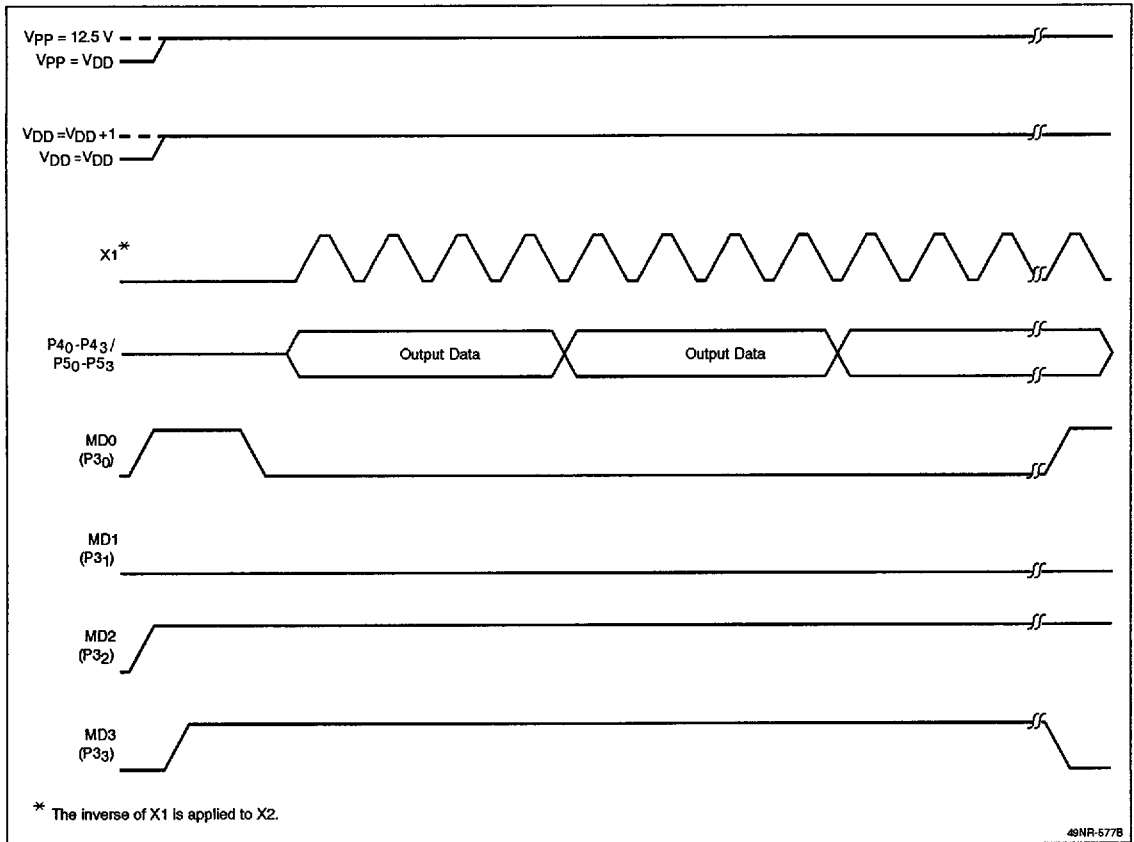 VPP = 12.5 V
VPP = VDD
VDD =VDD +1
VDD =VDD
X1*
P40-P43/
P50-P53
Output Data
Output Data
MD0
(P30)
MD1
(P31)
MD2
(P32)
MD3
(P33)
* The inverse of X1 is applied to X2.
49NR-577B